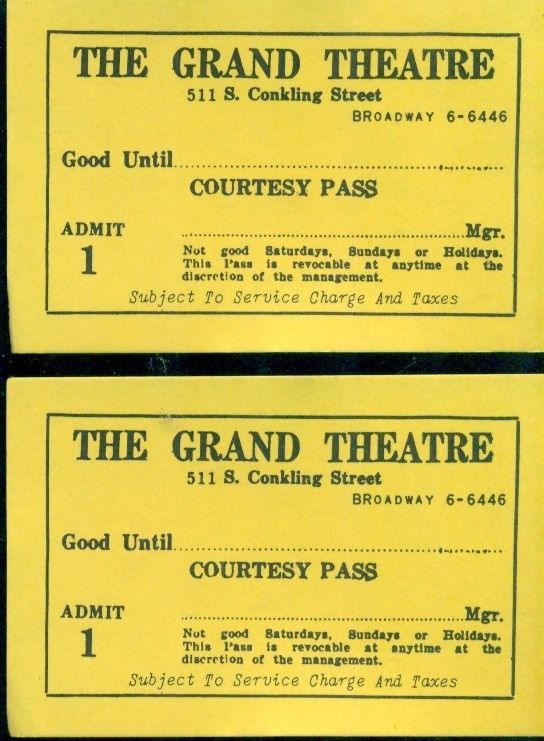 THE GRAND THEATRE
511 S. Conkling Street
BROADWAY 6-6446
Good Until
COURTESY PASS
ADMIT
Mgr.
1
Not good Saturdays, Sundays or Holidays.
This Pass is revocable at anytime at the
discretion of the management.
Subject To Service Charge And Taxes
THE GRAND THEATRE
511 S. Conkling Street
BROADWAY 6-6446
Good Until
COURTESY PASS
ADMIT
Mgr.
1
Not good Saturdays, Sundays or Holidays.
This Pass is revocable at anytime at the
discretion of the management.
Subject To Service Charge And Taxes